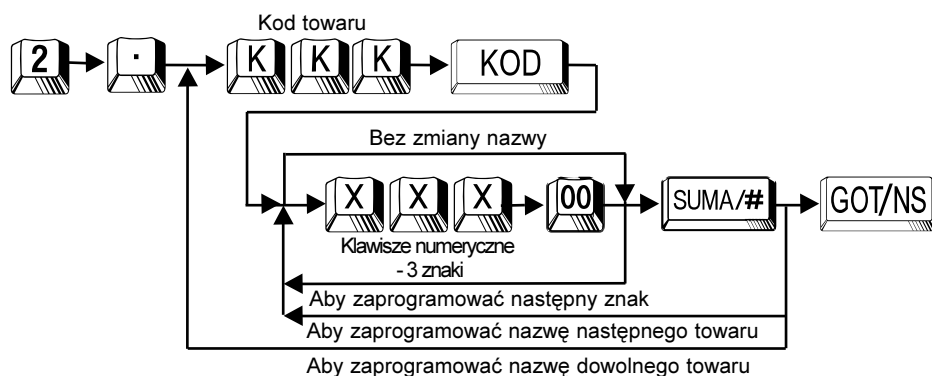 Kod towaru
2 · K K K KOD
Bez zmiany nazwy
X X X 00 SUMA/# GOT/NS
Klawisze numeryczne
- 3 znaki
Aby zaprogramować następny znak
Aby zaprogramować nazwę następnego towaru
Aby zaprogramować nazwę dowolnego towaru